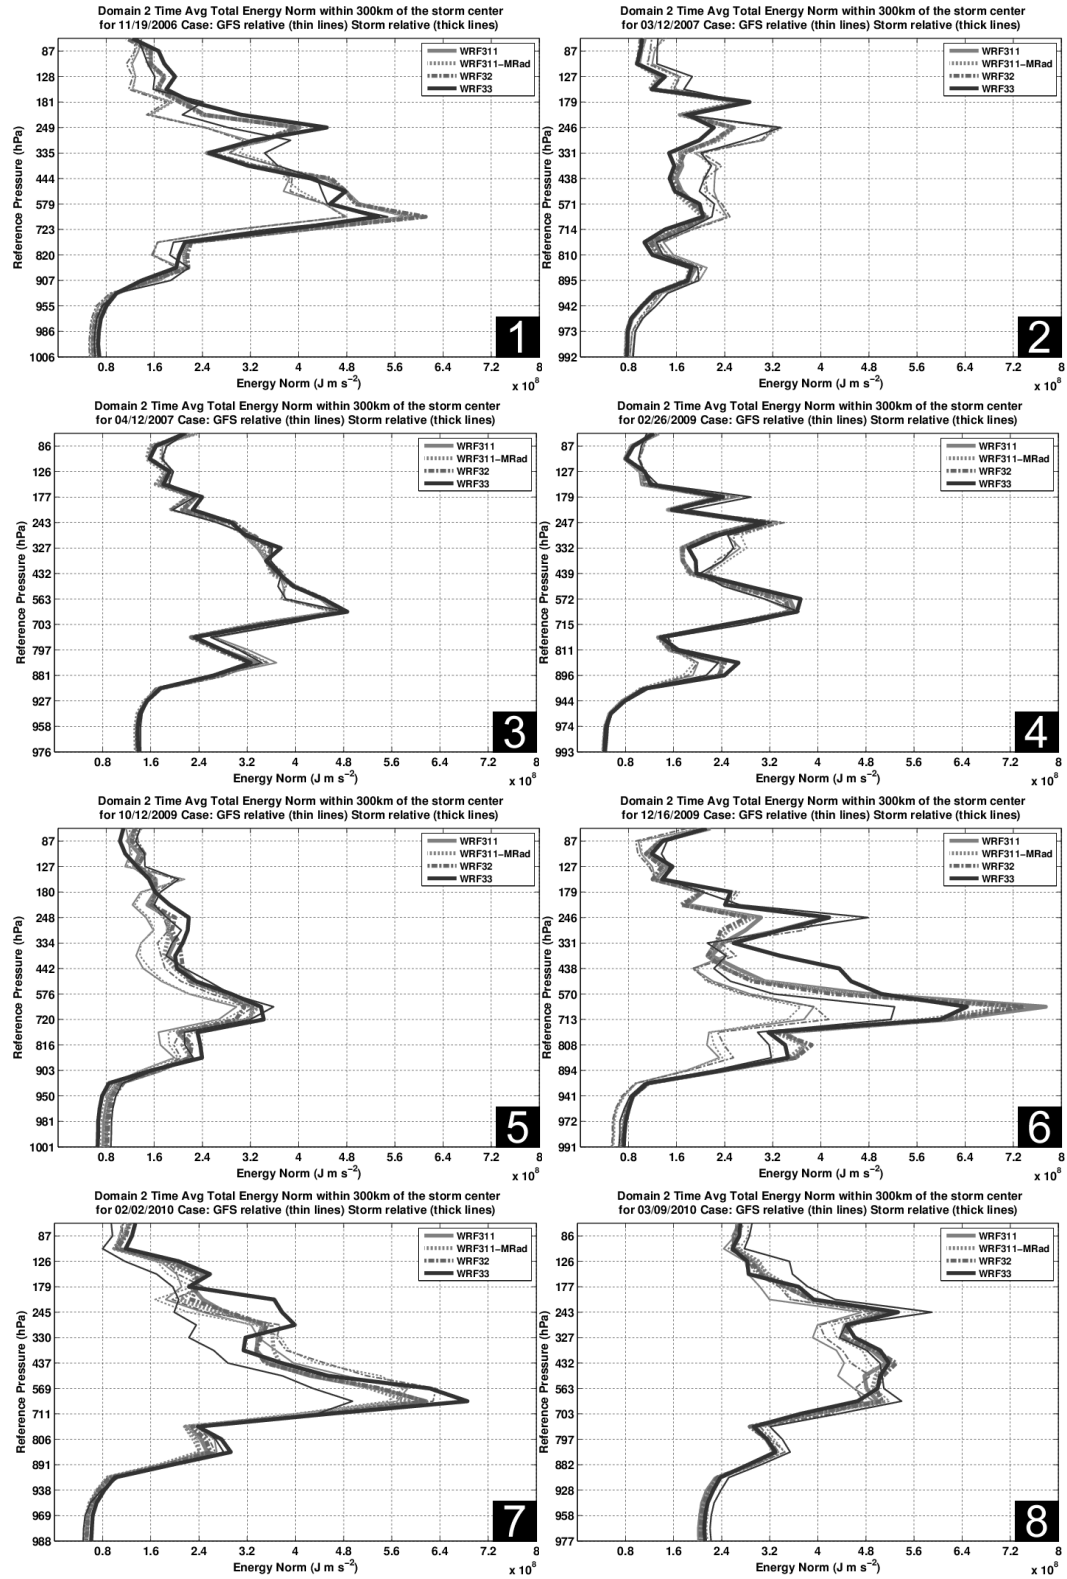 Domain 2 Time Avg Total Energy Norm within 300km of the storm center
for 11/19/2006 Case: GFS relative (thin lines) Storm relative (thick lines)
Reference Pressure (hPa)
87
128
181
249
335
444
579
723
820
907
955
986
1006
WRF311
WRF311−MRad
WRF32
WRF33
1
0.8 1.6 2.4 3.2 4 4.8 5.6 6.4 7.2 8
Energy Norm (J m s−2)
x 10^8
Domain 2 Time Avg Total Energy Norm within 300km of the storm center
for 03/12/2007 Case: GFS relative (thin lines) Storm relative (thick lines)
Reference Pressure (hPa)
87
127
179
246
331
438
571
714
810
895
942
973
992
WRF311
WRF311−MRad
WRF32
WRF33
2
0.8 1.6 2.4 3.2 4 4.8 5.6 6.4 7.2 8
Energy Norm (J m s−2)
x 10^8
Domain 2 Time Avg Total Energy Norm within 300km of the storm center
for 04/12/2007 Case: GFS relative (thin lines) Storm relative (thick lines)
Reference Pressure (hPa)
86
126
177
243
327
432
563
703
797
881
927
958
976
WRF311
WRF311−MRad
WRF32
WRF33
3
0.8 1.6 2.4 3.2 4 4.8 5.6 6.4 7.2 8
Energy Norm (J m s−2)
x 10^8
Domain 2 Time Avg Total Energy Norm within 300km of the storm center
for 02/26/2009 Case: GFS relative (thin lines) Storm relative (thick lines)
Reference Pressure (hPa)
87
127
179
247
332
439
572
715
811
896
944
974
993
WRF311
WRF311−MRad
WRF32
WRF33
4
0.8 1.6 2.4 3.2 4 4.8 5.6 6.4 7.2 8
Energy Norm (J m s−2)
x 10^8
Domain 2 Time Avg Total Energy Norm within 300km of the storm center
for 10/12/2009 Case: GFS relative (thin lines) Storm relative (thick lines)
Reference Pressure (hPa)
87
127
180
248
334
442
576
720
816
903
950
981
1001
WRF311
WRF311−MRad
WRF32
WRF33
5
0.8 1.6 2.4 3.2 4 4.8 5.6 6.4 7.2 8
Energy Norm (J m s−2)
x 10^8
Domain 2 Time Avg Total Energy Norm within 300km of the storm center
for 12/16/2009 Case: GFS relative (thin lines) Storm relative (thick lines)
Reference Pressure (hPa)
87
127
179
246
331
438
570
713
808
894
941
972
991
WRF311
WRF311−MRad
WRF32
WRF33
6
0.8 1.6 2.4 3.2 4 4.8 5.6 6.4 7.2 8
Energy Norm (J m s−2)
x 10^8
Domain 2 Time Avg Total Energy Norm within 300km of the storm center
for 02/02/2010 Case: GFS relative (thin lines) Storm relative (thick lines)
Reference Pressure (hPa)
87
126
179
245
330
437
569
711
806
891
938
969
988
WRF311
WRF311−MRad
WRF32
WRF33
7
0.8 1.6 2.4 3.2 4 4.8 5.6 6.4 7.2 8
Energy Norm (J m s−2)
x 10^8
Domain 2 Time Avg Total Energy Norm within 300km of the storm center
for 03/09/2010 Case: GFS relative (thin lines) Storm relative (thick lines)
Reference Pressure (hPa)
86
126
177
243
327
432
563
703
797
882
928
958
977
WRF311
WRF311−MRad
WRF32
WRF33
8
0.8 1.6 2.4 3.2 4 4.8 5.6 6.4 7.2 8
Energy Norm (J m s−2)
x 10^8